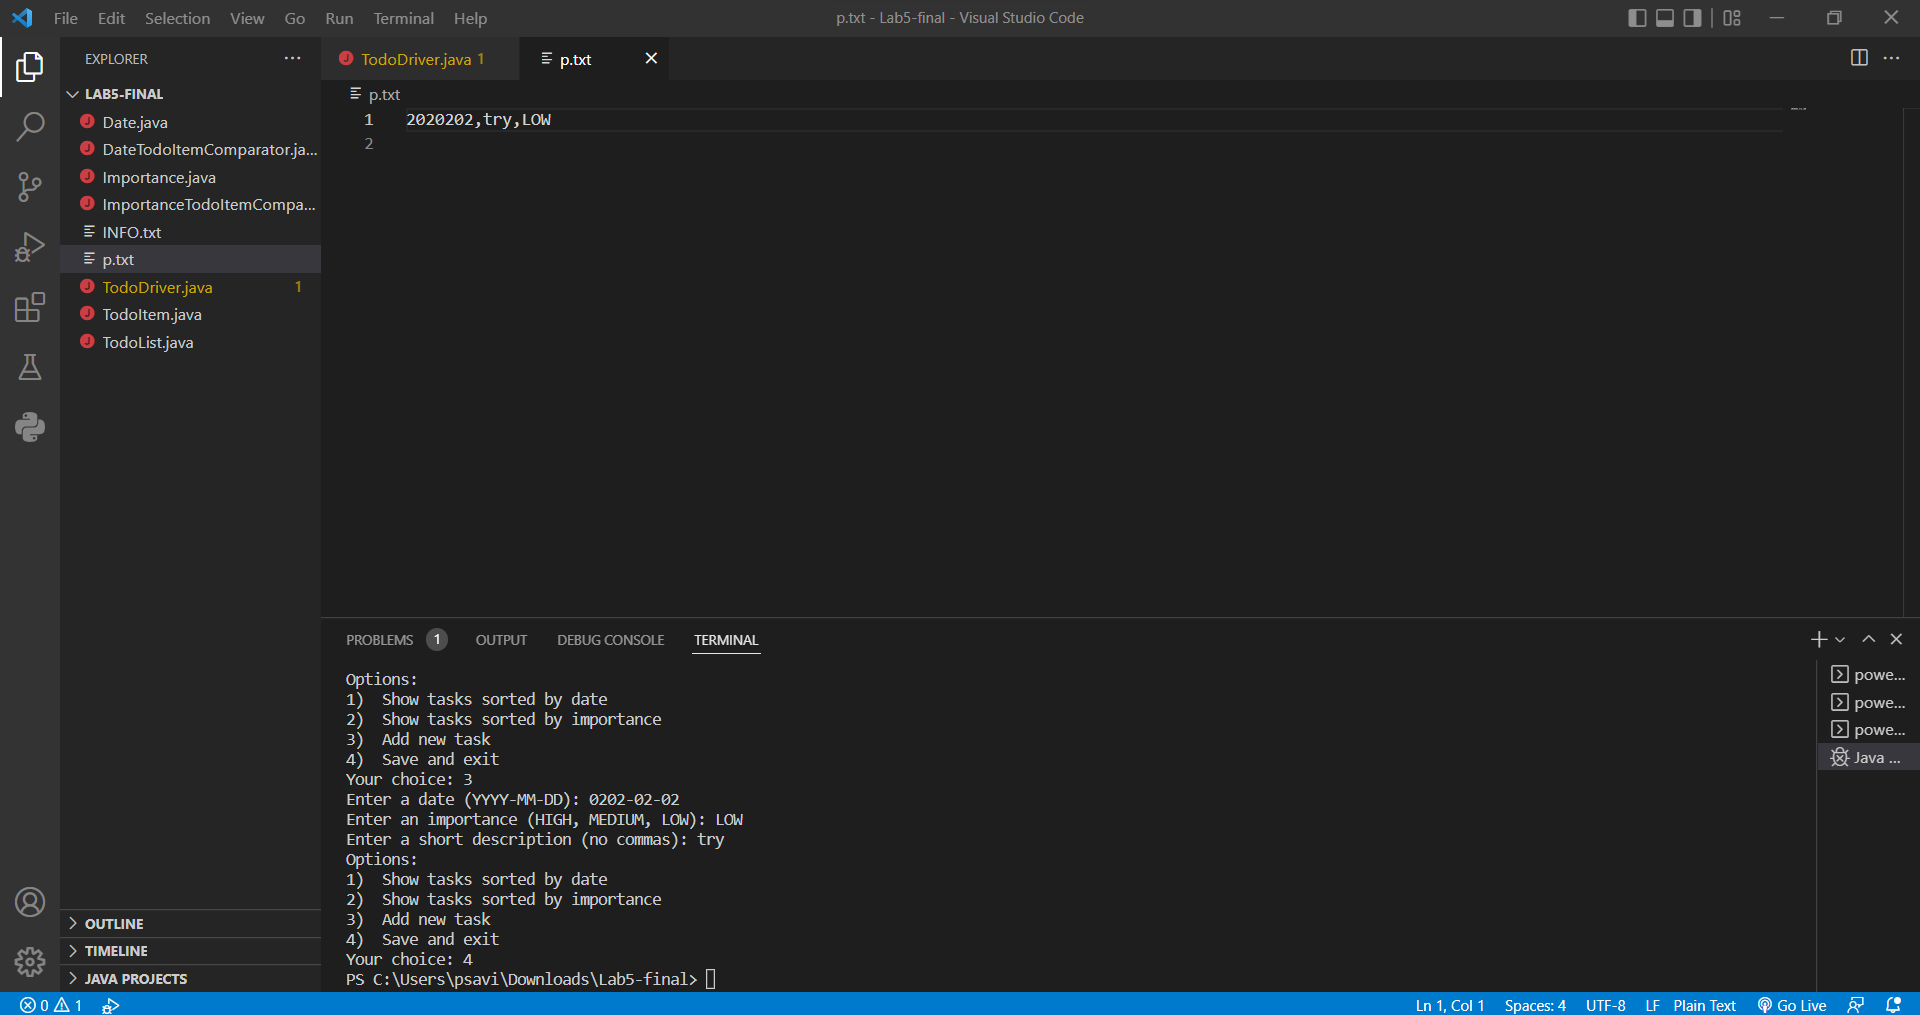 File Edit Selection View Go Run Terminal Help
p.txt - Lab5-final - Visual Studio Code
EXPLORER
LAB5-FINAL
Date.java
DateTodoItemComparator.ja...
Importance.java
ImportanceTodoItemCompa...
INFO.txt
p.txt
TodoDriver.java 1
TodoItem.java
TodoList.java
OUTLINE
TIMELINE
JAVA PROJECTS
TodoDriver.java 1
p.txt
p.txt
1 2020202,try,LOW
2
PROBLEMS 1 OUTPUT DEBUG CONSOLE TERMINAL
Options:
1) Show tasks sorted by date
2) Show tasks sorted by importance
3) Add new task
4) Save and exit
Your choice: 3
Enter a date (YYYY-MM-DD): 0202-02-02
Enter an importance (HIGH, MEDIUM, LOW): LOW
Enter a short description (no commas): try
Options:
1) Show tasks sorted by date
2) Show tasks sorted by importance
3) Add new task
4) Save and exit
Your choice: 4
PS C:\Users\psavi\Downloads\Lab5-final>
powe...
powe...
powe...
Java ...
0 1
Ln 1, Col 1 Spaces: 4 UTF-8 LF Plain Text Go Live